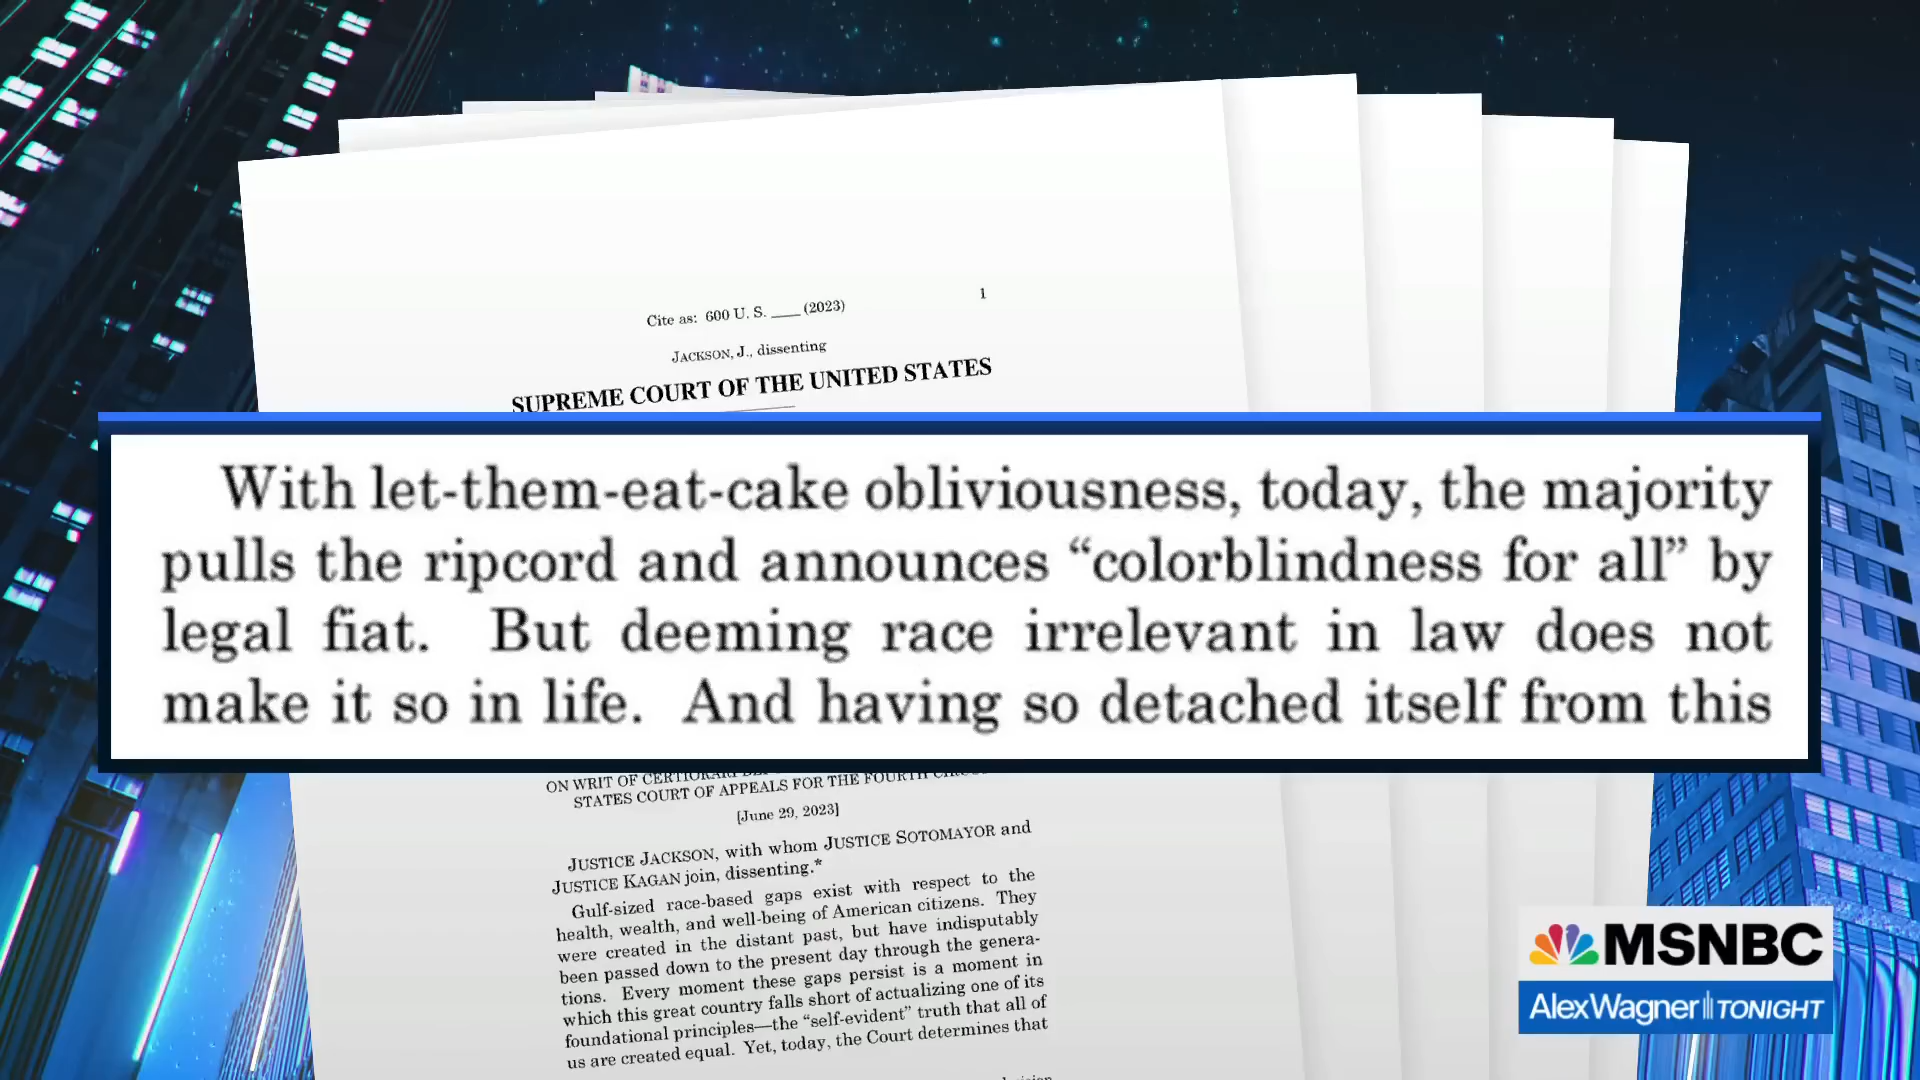 Cite as: 600 U. S. ____ (2023)
1
JACKSON, J., dissenting
SUPREME COURT OF THE UNITED STATES
With let-them-eat-cake obliviousness, today, the majority
pulls the ripcord and announces “colorblindness for all” by
legal fiat. But deeming race irrelevant in law does not
make it so in life. And having so detached itself from this
ON WRIT OF CERTIORARI
STATES COURT OF APPEALS FOR THE FOURTH
[June 29, 2023]
JUSTICE JACKSON, with whom JUSTICE SOTOMAYOR and
JUSTICE KAGAN join, dissenting.*
Gulf-sized race-based gaps exist with respect to the
health, wealth, and well-being of American citizens. They
were created in the distant past, but have indisputably
been passed down to the present day through the genera-
tions. Every moment these gaps persist is a moment in
which this great country falls short of actualizing one of its
foundational principles—the “self-evident” truth that all of
us are created equal. Yet, today, the Court determines that
MSNBC
AlexWagner TONIGHT